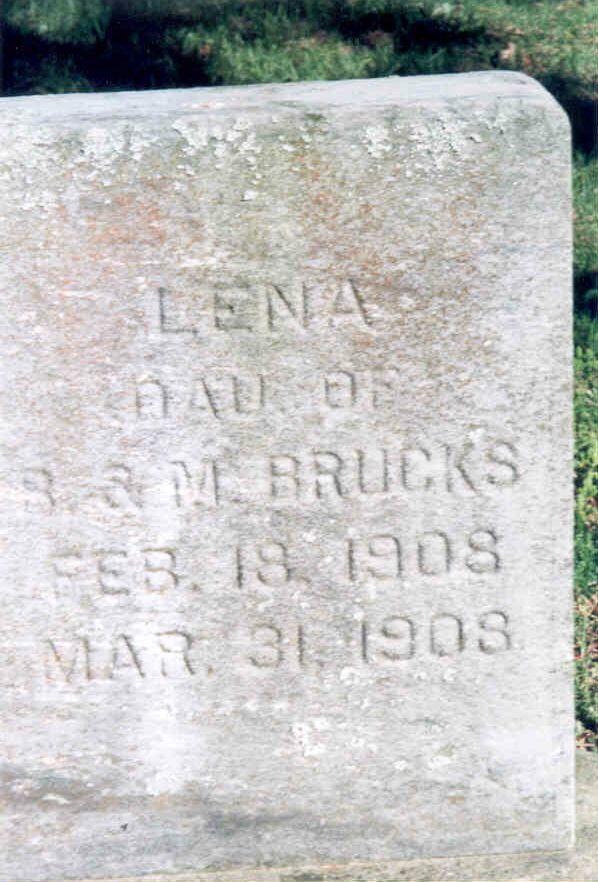 LENA
DAU. OF
& M. BRUCKS
FEB. 18, 1908
MAR. 31, 1908